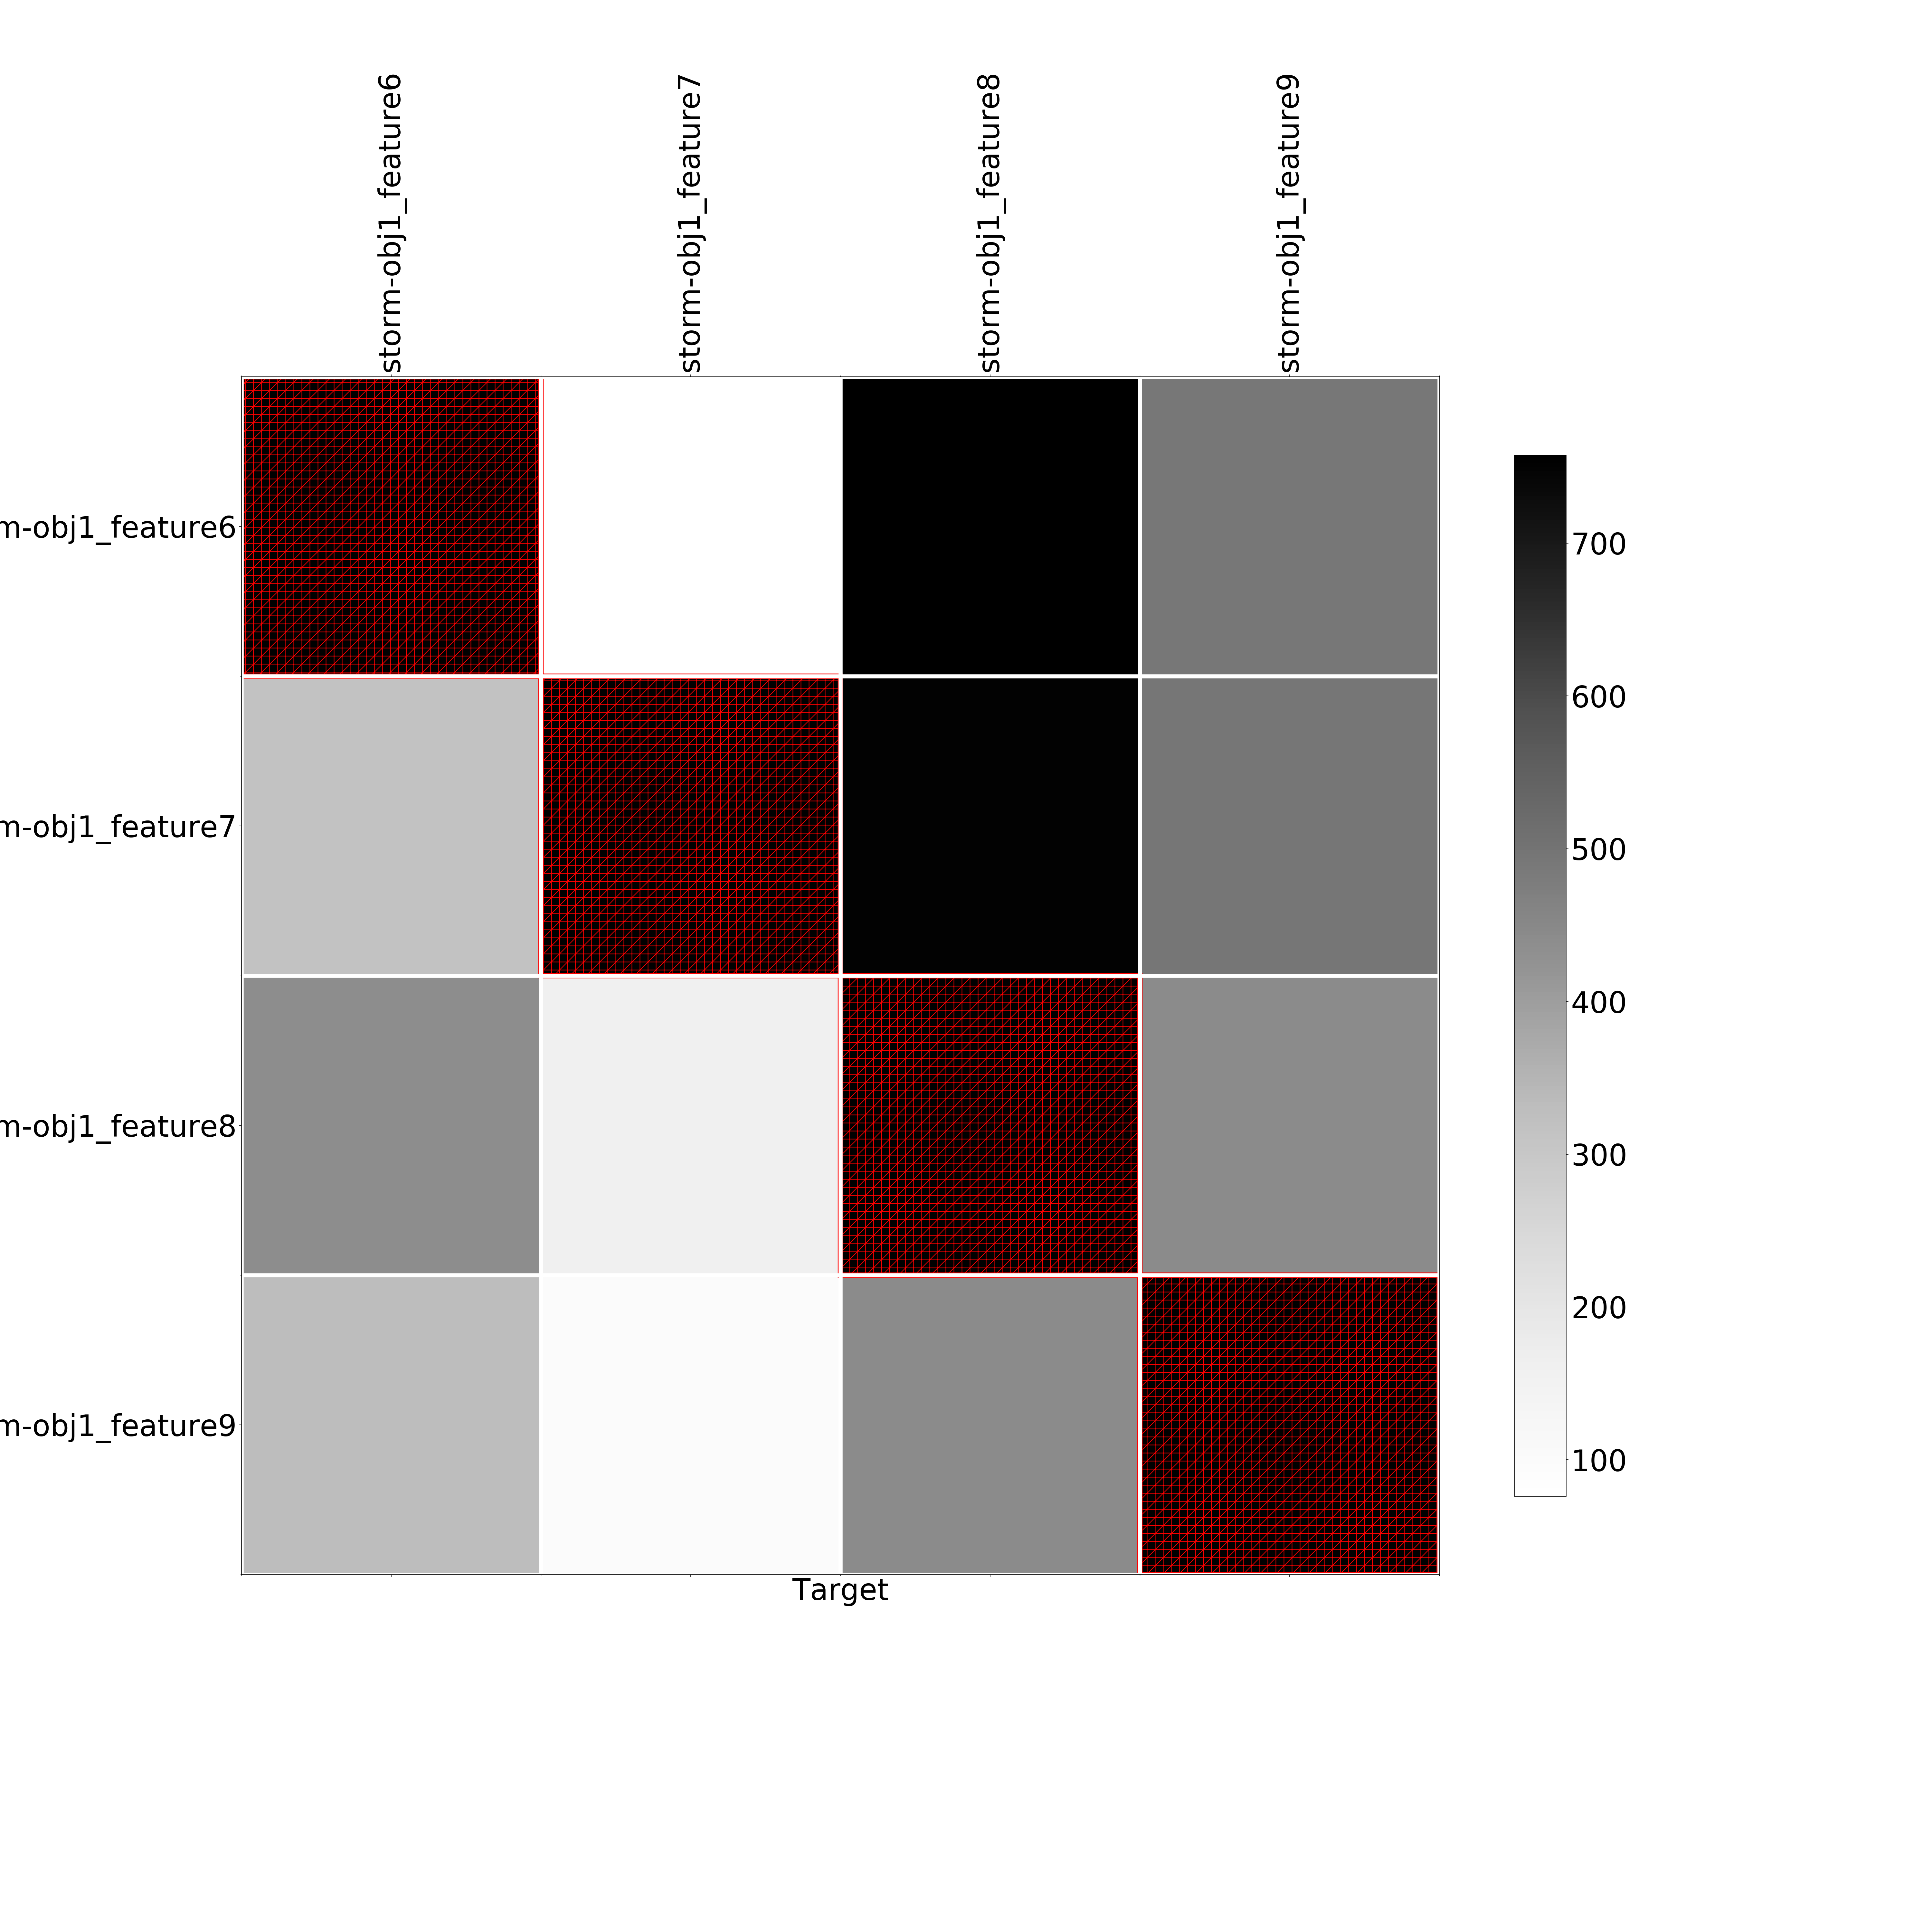 storm-obj1_feature6
storm-obj1_feature7
storm-obj1_feature8
storm-obj1_feature9
m-obj1_feature6
m-obj1_feature7
m-obj1_feature8
m-obj1_feature9
700
600
500
400
300
200
100
Target